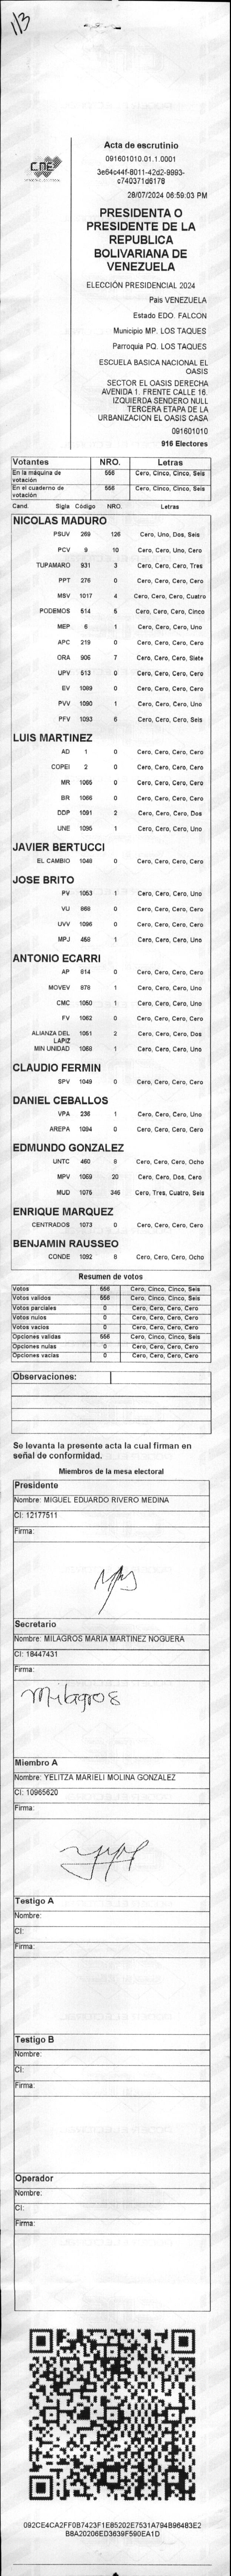 1/3
CNE
Acta de escrutinio
091601010.01.1.0001
3e64c44f-8011-42d2-9993-
c740371d6178
28/07/2024 06:59:03 PM
PRESIDENTA O
PRESIDENTE DE LA
REPUBLICA
BOLIVARIANA DE
VENEZUELA
ELECCIÓN PRESIDENCIAL 2024
Pais VENEZUELA
Estado EDO. FALCON
Municipio MP. LOS TAQUES
Parroquia PQ. LOS TAQUES
ESCUELA BASICA NACIONAL EL
OASIS
SECTOR EL OASIS DERECHA
AVENIDA 1. FRENTE CALLE 16.
IZQUIERDA SENDERO NULL
TERCERA ETAPA DE LA
URBANIZACION EL OASIS CASA
091601010
916 Electores
Votantes NRO. Letras
En la máquina de votación 556 Cero, Cinco, Cinco, Seis
En el cuaderno de votación 556 Cero, Cinco, Cinco, Seis
Cand. Sigla Código NRO. Letras
NICOLAS MADURO
PSUV 269 126 Cero, Uno, Dos, Seis
PCV 9 10 Cero, Cero, Uno, Cero
TUPAMARO 931 3 Cero, Cero, Cero, Tres
PPT 276 0 Cero, Cero, Cero, Cero
MSV 1017 4 Cero, Cero, Cero, Cuatro
PODEMOS 514 5 Cero, Cero, Cero, Cinco
MEP 6 1 Cero, Cero, Cero, Uno
APC 219 0 Cero, Cero, Cero, Cero
ORA 906 7 Cero, Cero, Cero, Siete
UPV 513 0 Cero, Cero, Cero, Cero
EV 1089 0 Cero, Cero, Cero, Cero
PVV 1090 1 Cero, Cero, Cero, Uno
PFV 1093 6 Cero, Cero, Cero, Seis
LUIS MARTINEZ
AD 1 0 Cero, Cero, Cero, Cero
COPEI 2 0 Cero, Cero, Cero, Cero
MR 1065 0 Cero, Cero, Cero, Cero
BR 1066 0 Cero, Cero, Cero, Cero
DDP 1091 2 Cero, Cero, Cero, Dos
UNE 1095 1 Cero, Cero, Cero, Uno
JAVIER BERTUCCI
EL CAMBIO 1048 0 Cero, Cero, Cero, Cero
JOSE BRITO
PV 1053 1 Cero, Cero, Cero, Uno
VU 868 0 Cero, Cero, Cero, Cero
UVV 1096 0 Cero, Cero, Cero, Cero
MPJ 458 1 Cero, Cero, Cero, Uno
ANTONIO ECARRI
AP 814 0 Cero, Cero, Cero, Cero
MOVEV 878 1 Cero, Cero, Cero, Uno
CMC 1050 1 Cero, Cero, Cero, Uno
FV 1062 0 Cero, Cero, Cero, Cero
ALIANZA DEL LAPIZ 1051 2 Cero, Cero, Cero, Dos
MIN UNIDAD 1068 1 Cero, Cero, Cero, Uno
CLAUDIO FERMIN
SPV 1049 0 Cero, Cero, Cero, Cero
DANIEL CEBALLOS
VPA 236 1 Cero, Cero, Cero, Uno
AREPA 1094 0 Cero, Cero, Cero, Cero
EDMUNDO GONZALEZ
UNTC 460 8 Cero, Cero, Cero, Ocho
MPV 1069 20 Cero, Cero, Dos, Cero
MUD 1075 346 Cero, Tres, Cuatro, Seis
ENRIQUE MARQUEZ
CENTRADOS 1073 0 Cero, Cero, Cero, Cero
BENJAMIN RAUSSEO
CONDE 1092 8 Cero, Cero, Cero, Ocho
Resumen de votos
Votos 556 Cero, Cinco, Cinco, Seis
Votos validos 556 Cero, Cinco, Cinco, Seis
Votos parciales 0 Cero, Cero, Cero, Cero
Votos nulos 0 Cero, Cero, Cero, Cero
Votos vacios 0 Cero, Cero, Cero, Cero
Opciones validas 556 Cero, Cinco, Cinco, Seis
Opciones nulas 0 Cero, Cero, Cero, Cero
Opciones vacias 0 Cero, Cero, Cero, Cero
Observaciones:
Se levanta la presente acta la cual firman en
señal de conformidad.
Miembros de la mesa electoral
Presidente
Nombre: MIGUEL EDUARDO RIVERO MEDINA
CI: 12177511
Firma:
Secretario
Nombre: MILAGROS MARIA MARTINEZ NOGUERA
CI: 18447431
Firma:
Milagros
Miembro A
Nombre: YELITZA MARIELI MOLINA GONZALEZ
CI: 10965620
Firma:
Testigo A
Nombre:
CI:
Firma:
Testigo B
Nombre:
CI:
Firma:
Operador
Nombre:
CI:
Firma:
092CE4CA2FF0B7423F1E85202E7531A794B96483E2
B8A20206ED3639F590EA1D